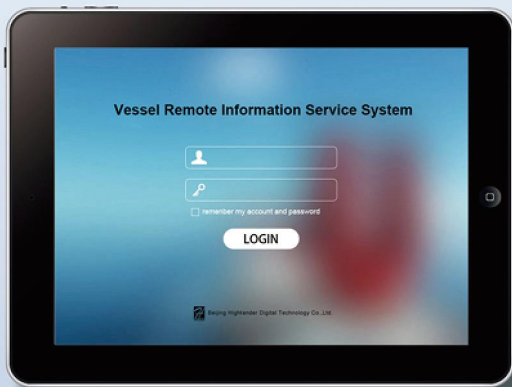 Vessel Remote Information Service System
remember my account and password
LOGIN
Beijing Highlander Digital Technology Co.,Ltd.